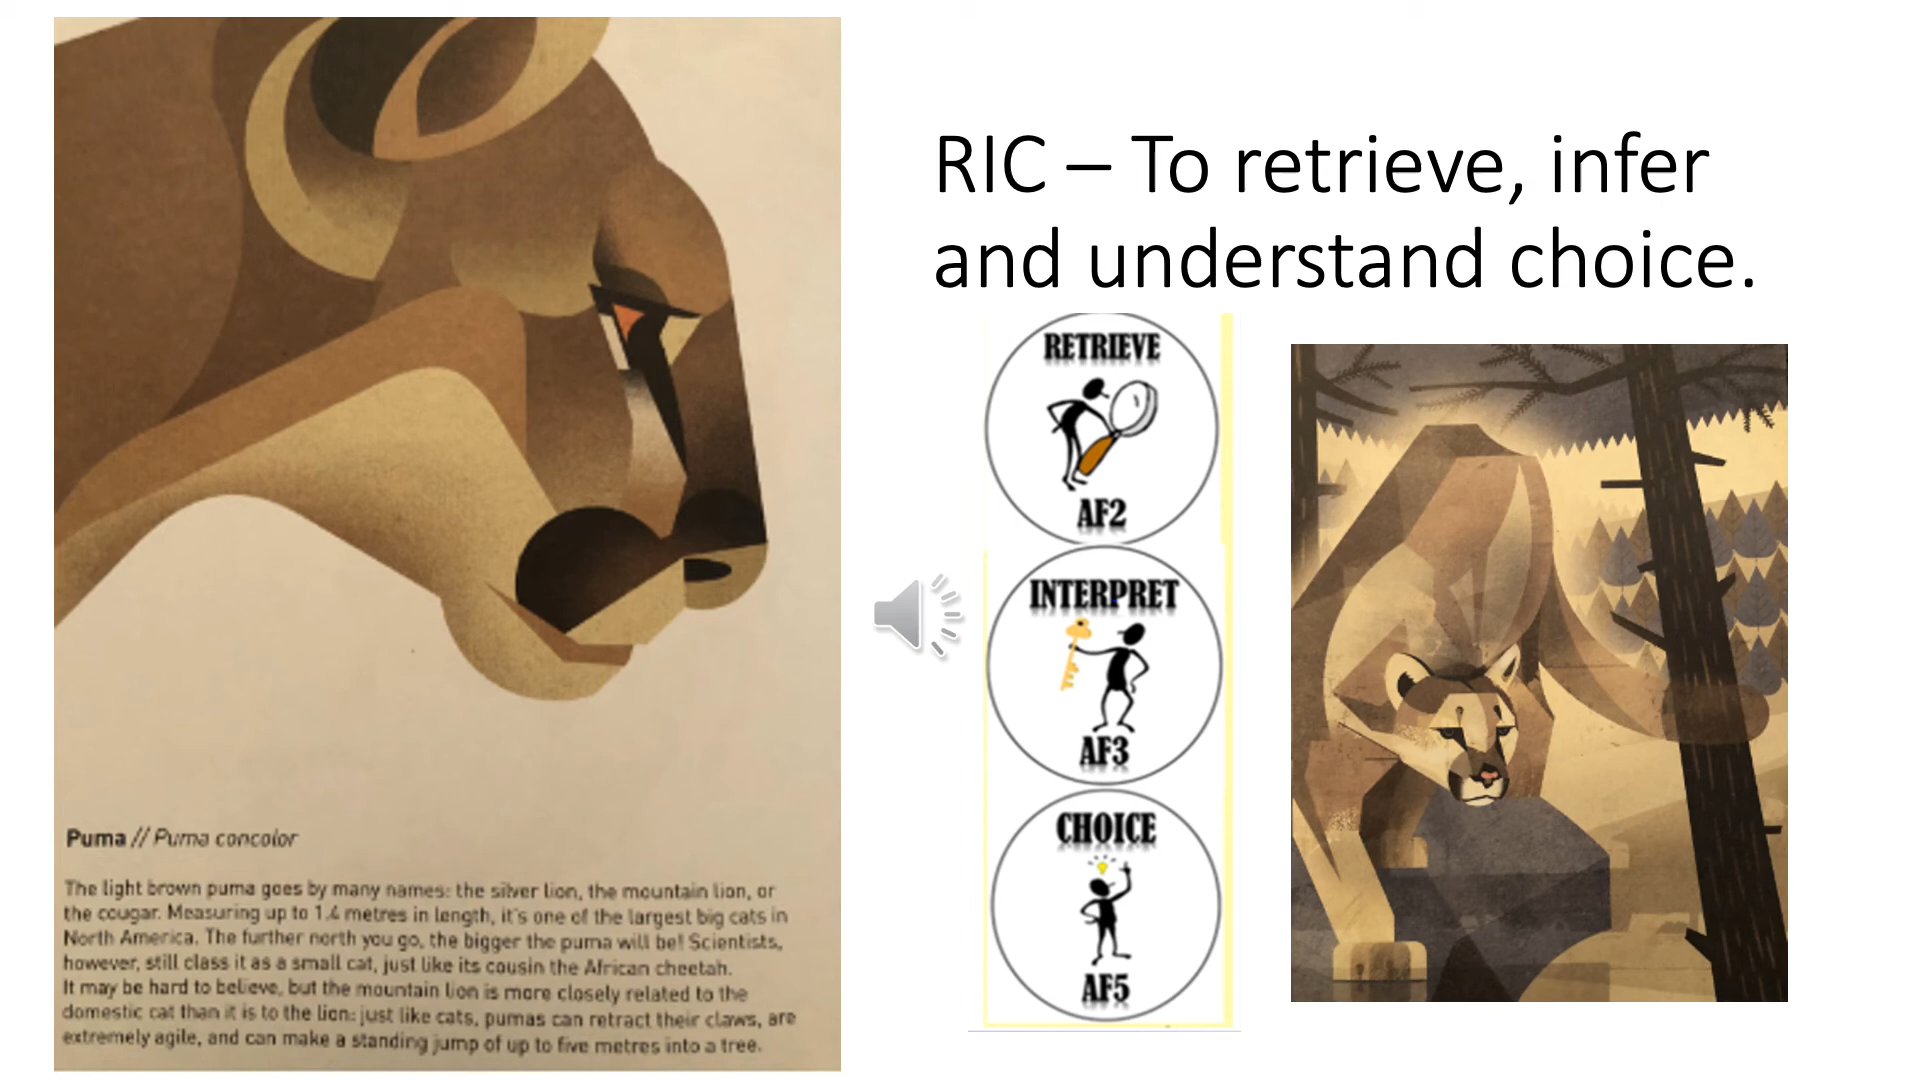 RIC – To retrieve, infer
and understand choice.
RETRIEVE
AF2
INTERPRET
AF3
CHOICE
AF5
Puma // Puma concolor
The light brown puma goes by many names: the silver lion, the mountain lion, or
the cougar. Measuring up to 1.4 metres in length, it's one of the largest big cats in
North America. The further north you go, the bigger the puma will be! Scientists,
however, still class it as a small cat, just like its cousin the African cheetah.
It may be hard to believe, but the mountain lion is more closely related to the
domestic cat than it is to the lion: just like cats, pumas can retract their claws, are
extremely agile, and can make a standing jump of up to five metres into a tree.